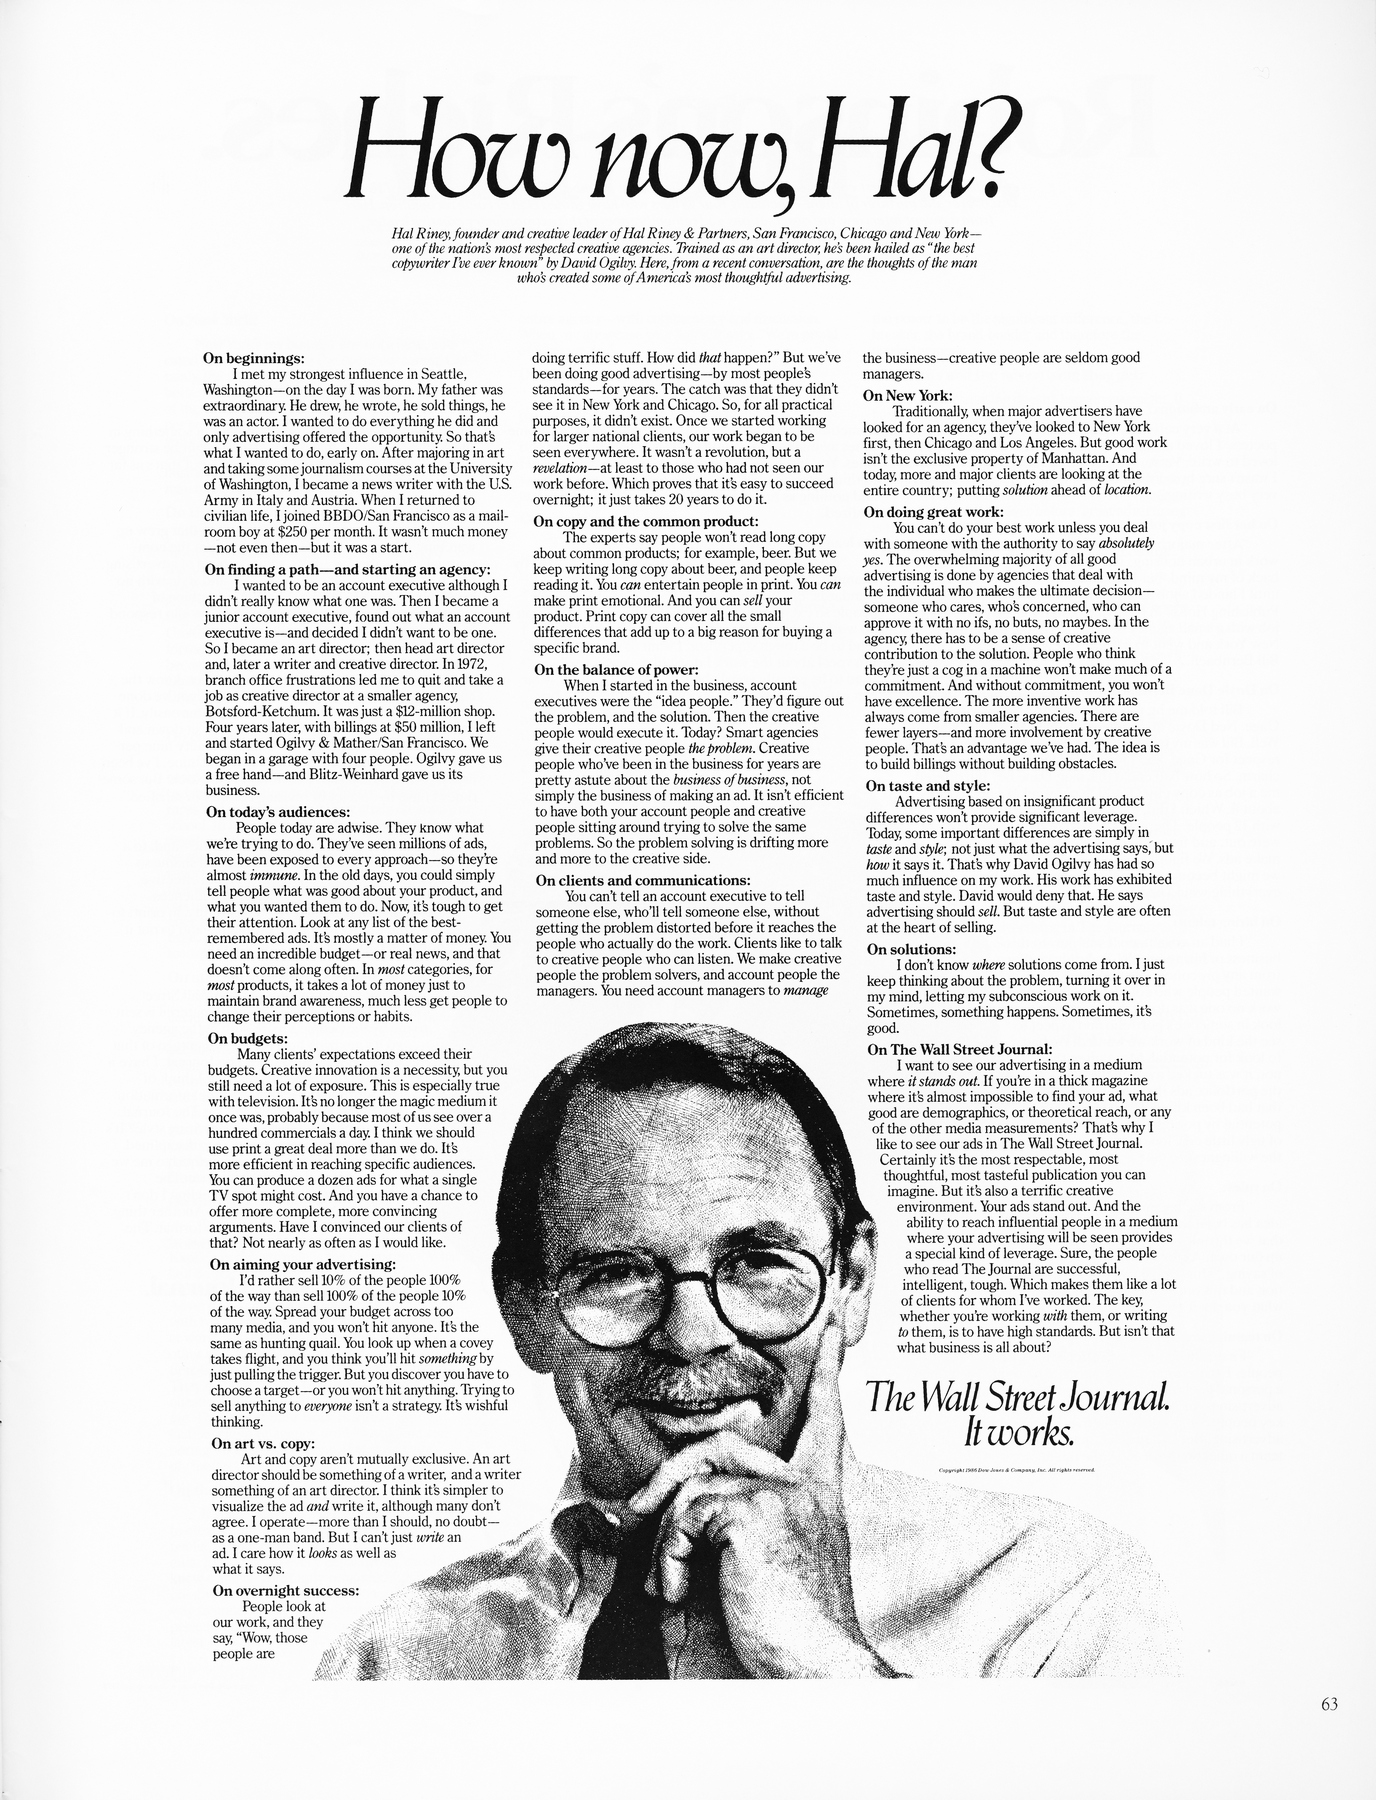 How now, Hal?
Hal Riney, founder and creative leader of Hal Riney & Partners, San Francisco, Chicago and New York—
one of the nation's most respected creative agencies. Trained as an art director, he's been hailed as "the best
copywriter I've ever known" by David Ogilvy. Here, from a recent conversation, are the thoughts of the man
who's created some of America's most thoughtful advertising.
On beginnings:
I met my strongest influence in Seattle,
Washington—on the day I was born. My father was
extraordinary. He drew, he wrote, he sold things, he
was an actor. I wanted to do everything he did and
only advertising offered the opportunity. So that's
what I wanted to do, early on. After majoring in art
and taking some journalism courses at the University
of Washington, I became a news writer with the U.S.
Army in Italy and Austria. When I returned to
civilian life, I joined BBDO/San Francisco as a mail-
room boy at $250 per month. It wasn't much money
—not even then—but it was a start.
On finding a path—and starting an agency:
I wanted to be an account executive although I
didn't really know what one was. Then I became a
junior account executive, found out what an account
executive is—and decided I didn't want to be one.
So I became an art director; then head art director
and, later a writer and creative director. In 1972,
branch office frustrations led me to quit and take a
job as creative director at a smaller agency,
Botsford-Ketchum. It was just a $12-million shop.
Four years later, with billings at $50 million, I left
and started Ogilvy & Mather/San Francisco. We
began in a garage with four people. Ogilvy gave us
a free hand—and Blitz-Weinhard gave us its
business.
On today's audiences:
People today are adwise. They know what
we're trying to do. They've seen millions of ads,
have been exposed to every approach—so they're
almost immune. In the old days, you could simply
tell people what was good about your product, and
what you wanted them to do. Now, it's tough to get
their attention. Look at any list of the best-
remembered ads. It's mostly a matter of money. You
need an incredible budget—or real news, and that
doesn't come along often. In most categories, for
most products, it takes a lot of money just to
maintain brand awareness, much less get people to
change their perceptions or habits.
On budgets:
Many clients' expectations exceed their
budgets. Creative innovation is a necessity, but you
still need a lot of exposure. This is especially true
with television. It's no longer the magic medium it
once was, probably because most of us see over a
hundred commercials a day. I think we should
use print a great deal more than we do. It's
more efficient in reaching specific audiences.
You can produce a dozen ads for what a single
TV spot might cost. And you have a chance to
offer more complete, more convincing
arguments. Have I convinced our clients of
that? Not nearly as often as I would like.
On aiming your advertising:
I'd rather sell 10% of the people 100%
of the way than sell 100% of the people 10%
of the way. Spread your budget across too
many media, and you won't hit anyone. It's the
same as hunting quail. You look up when a covey
takes flight, and you think you'll hit something by
just pulling the trigger. But you discover you have to
choose a target—or you won't hit anything. Trying to
sell anything to everyone isn't a strategy. It's wishful
thinking.
On art vs. copy:
Art and copy aren't mutually exclusive. An art
director should be something of a writer, and a writer
something of an art director. I think it's simpler to
visualize the ad and write it, although many don't
agree. I operate—more than I should, no doubt—
as a one-man band. But I can't just write an
ad. I care how it looks as well as
what it says.
On overnight success:
People look at
our work, and they
say, "Wow, those
people are
doing terrific stuff. How did that happen?" But we've
been doing good advertising—by most people's
standards—for years. The catch was that they didn't
see it in New York and Chicago. So, for all practical
purposes, it didn't exist. Once we started working
for larger national clients, our work began to be
seen everywhere. It wasn't a revolution, but a
revelation—at least to those who had not seen our
work before. Which proves that it's easy to succeed
overnight; it just takes 20 years to do it.
On copy and the common product:
The experts say people won't read long copy
about common products; for example, beer. But we
keep writing long copy about beer, and people keep
reading it. You can entertain people in print. You can
make print emotional. And you can sell your
product. Print copy can cover all the small
differences that add up to a big reason for buying a
specific brand.
On the balance of power:
When I started in the business, account
executives were the "idea people." They'd figure out
the problem, and the solution. Then the creative
people would execute it. Today? Smart agencies
give their creative people the problem. Creative
people who've been in the business for years are
pretty astute about the business of business, not
simply the business of making an ad. It isn't efficient
to have both your account people and creative
people sitting around trying to solve the same
problems. So the problem solving is drifting more
and more to the creative side.
On clients and communications:
You can't tell an account executive to tell
someone else, who'll tell someone else, without
getting the problem distorted before it reaches the
people who actually do the work. Clients like to talk
to creative people who can listen. We make creative
people the problem solvers, and account people the
managers. You need account managers to manage
the business—creative people are seldom good
managers.
On New York:
Traditionally, when major advertisers have
looked for an agency, they've looked to New York
first, then Chicago and Los Angeles. But good work
isn't the exclusive property of Manhattan. And
today, more and major clients are looking at the
entire country; putting solution ahead of location.
On doing great work:
You can't do your best work unless you deal
with someone with the authority to say absolutely
yes. The overwhelming majority of all good
advertising is done by agencies that deal with
the individual who makes the ultimate decision—
someone who cares, who's concerned, who can
approve it with no ifs, no buts, no maybes. In the
agency, there has to be a sense of creative
contribution to the solution. People who think
they're just a cog in a machine won't make much of a
commitment. And without commitment, you won't
have excellence. The more inventive work has
always come from smaller agencies. There are
fewer layers—and more involvement by creative
people. That's an advantage we've had. The idea is
to build billings without building obstacles.
On taste and style:
Advertising based on insignificant product
differences won't provide significant leverage.
Today, some important differences are simply in
taste and style; not just what the advertising says, but
how it says it. That's why David Ogilvy has had so
much influence on my work. His work has exhibited
taste and style. David would deny that. He says
advertising should sell. But taste and style are often
at the heart of selling.
On solutions:
I don't know where solutions come from. I just
keep thinking about the problem, turning it over in
my mind, letting my subconscious work on it.
Sometimes, something happens. Sometimes, it's
good.
On The Wall Street Journal:
I want to see our advertising in a medium
where it stands out. If you're in a thick magazine
where it's almost impossible to find your ad, what
good are demographics, or theoretical reach, or any
of the other media measurements? That's why I
like to see our ads in The Wall Street Journal.
Certainly it's the most respectable, most
thoughtful, most tasteful publication you can
imagine. But it's also a terrific creative
environment. Your ads stand out. And the
ability to reach influential people in a medium
where your advertising will be seen provides
a special kind of leverage. Sure, the people
who read The Journal are successful,
intelligent, tough. Which makes them like a lot
of clients for whom I've worked. The key,
whether you're working with them, or writing
to them, is to have high standards. But isn't that
what business is all about?
The Wall Street Journal.
It works.
Copyright 1986 Dow Jones & Company, Inc. All rights reserved.
63